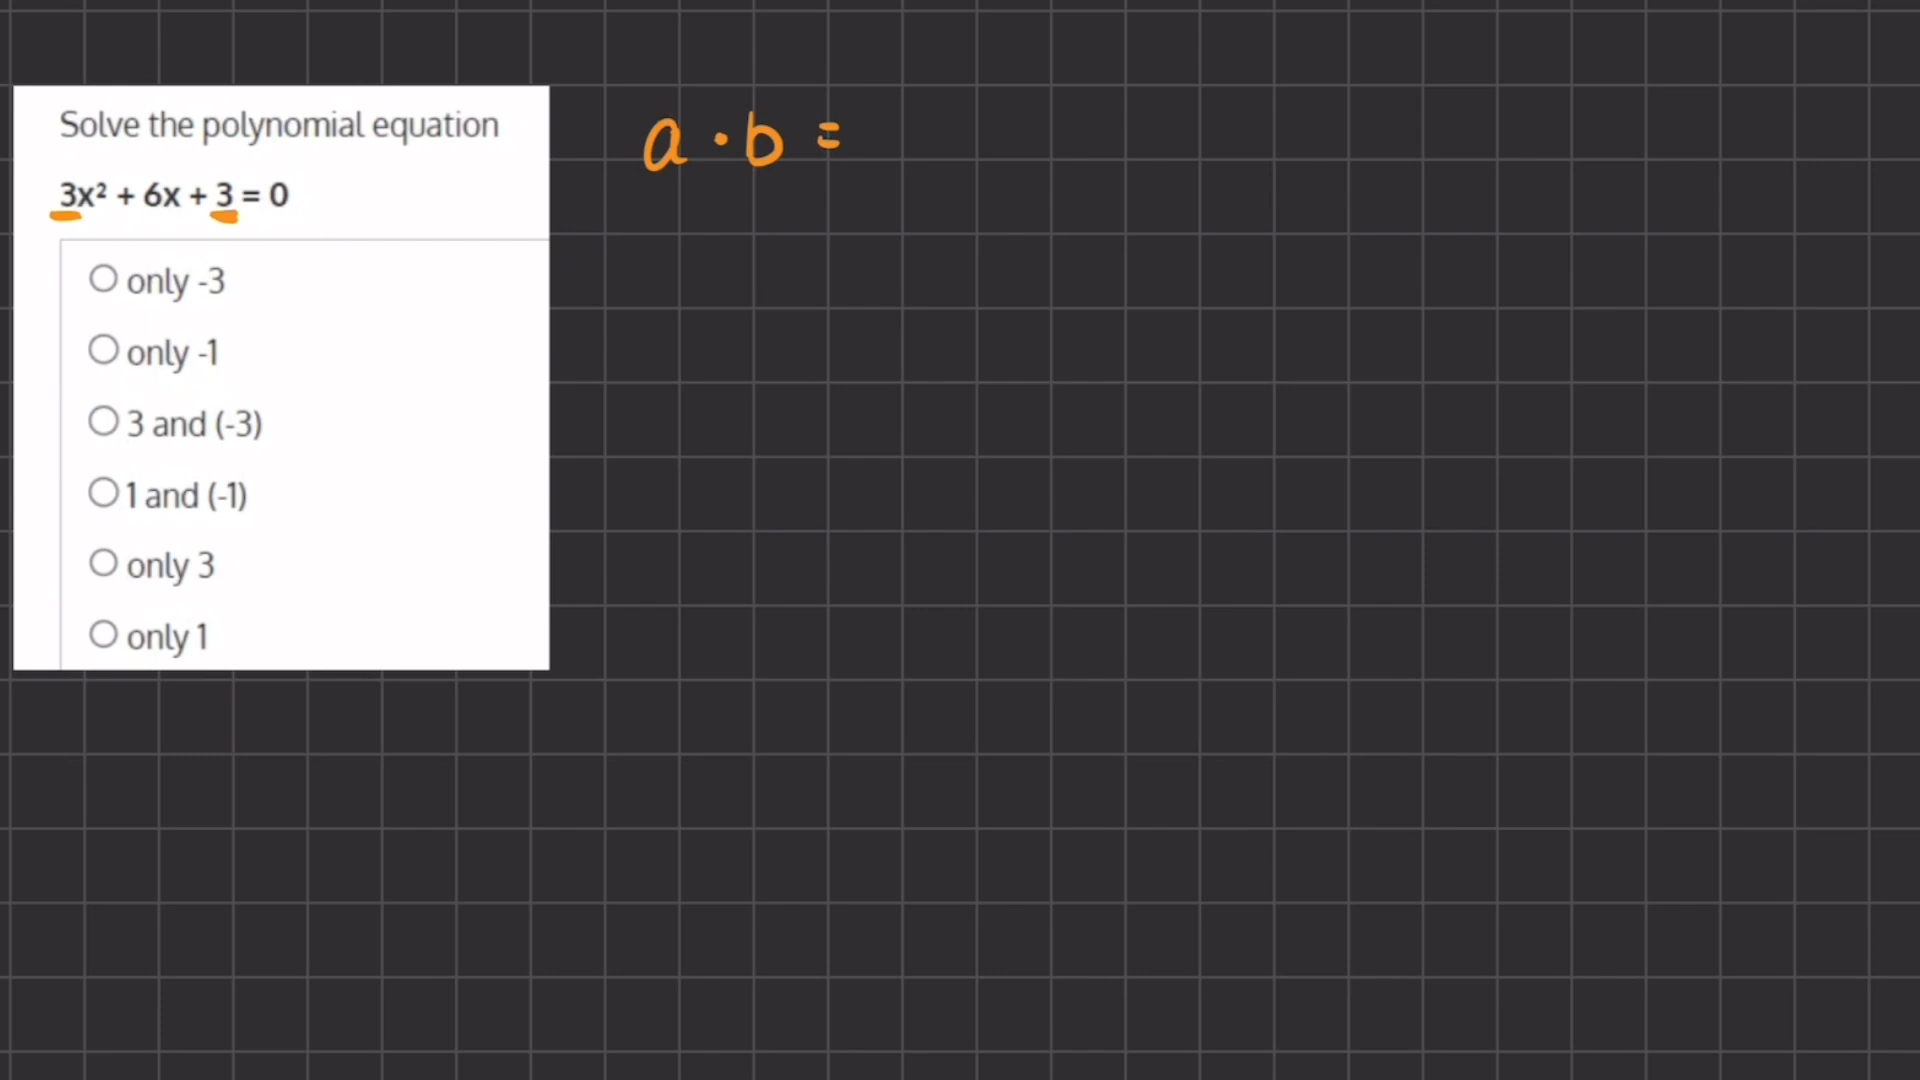 Solve the polynomial equation
3x² + 6x + 3 = 0
only -3
only -1
3 and (-3)
1 and (-1)
only 3
only 1
a · b =